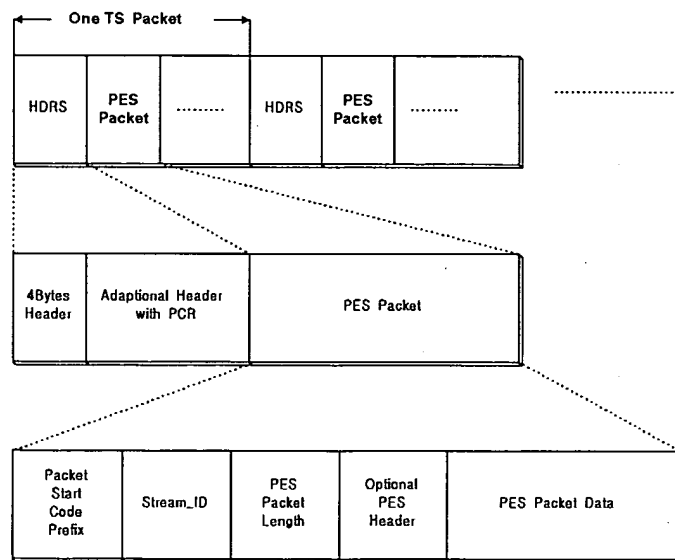 One TS Packet
HDRS
PES
Packet
........
HDRS
PES
Packet
.........
4Bytes
Header
Adaptional Header
with PCR
PES Packet
Packet
Start
Code
Prefix
Stream_ID
PES
Packet
Length
Optional
PES
Header
PES Packet Data